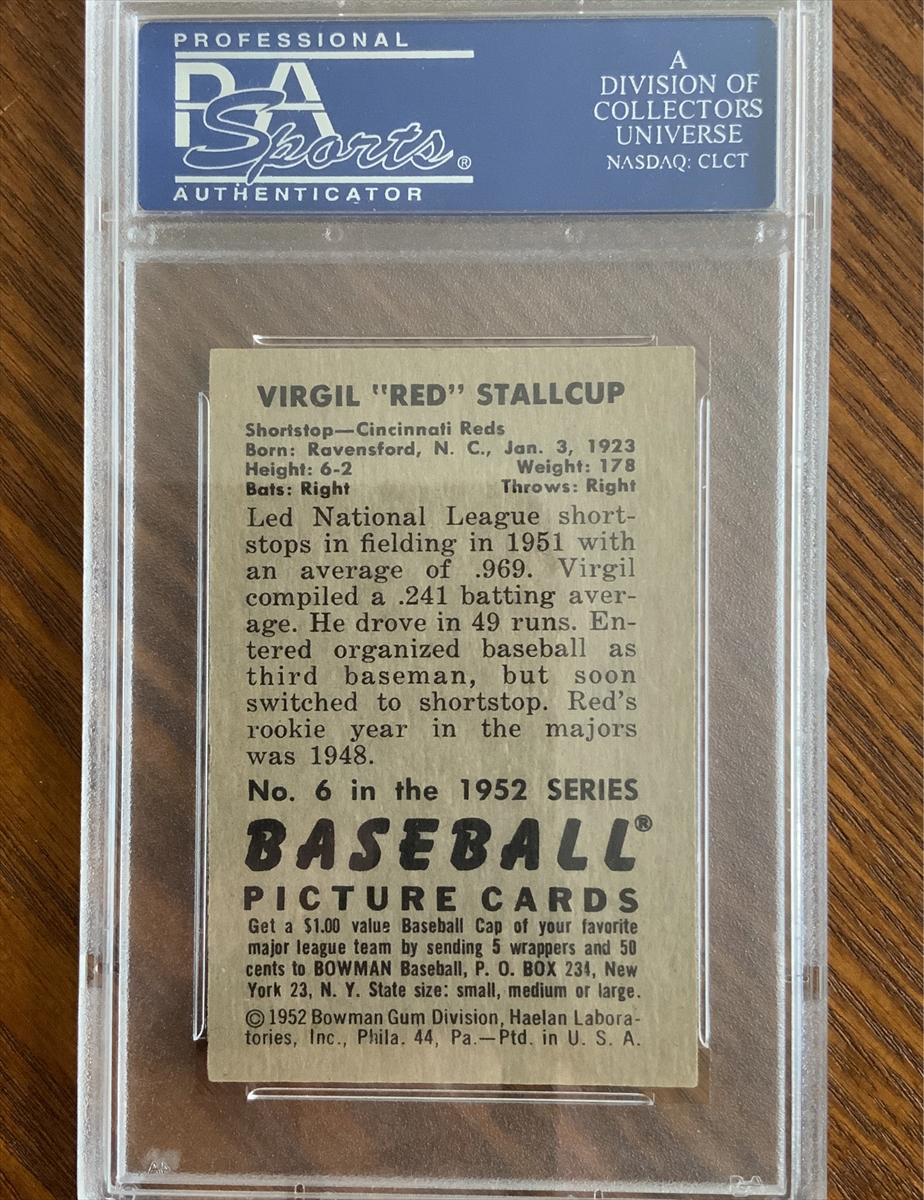 PROFESSIONAL
PSA
Sports®
AUTHENTICATOR
A
DIVISION OF
COLLECTORS
UNIVERSE
NASDAQ: CLCT
VIRGIL "RED" STALLCUP
Shortstop—Cincinnati Reds
Born: Ravensford, N. C., Jan. 3, 1923
Height: 6-2 Weight: 178
Bats: Right Throws: Right
Led National League short-
stops in fielding in 1951 with
an average of .969. Virgil
compiled a .241 batting aver-
age. He drove in 49 runs. En-
tered organized baseball as
third baseman, but soon
switched to shortstop. Red's
rookie year in the majors
was 1948.
No. 6 in the 1952 SERIES
BASEBALL®
PICTURE CARDS
Get a $1.00 value Baseball Cap of your favorite
major league team by sending 5 wrappers and 50
cents to BOWMAN Baseball, P. O. BOX 234, New
York 23, N. Y. State size: small, medium or large.
©1952 Bowman Gum Division, Haelan Labora-
tories, Inc., Phila. 44, Pa.—Ptd. in U. S. A.